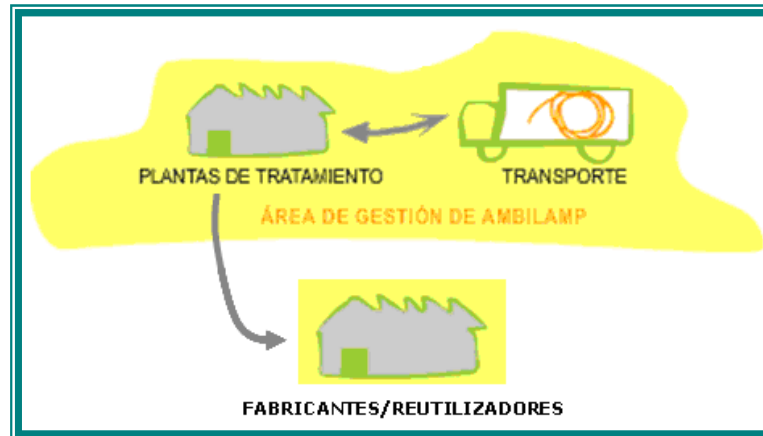 PLANTAS DE TRATAMIENTO
TRANSPORTE
ÁREA DE GESTIÓN DE AMBILAMP
FABRICANTES/REUTILIZADORES